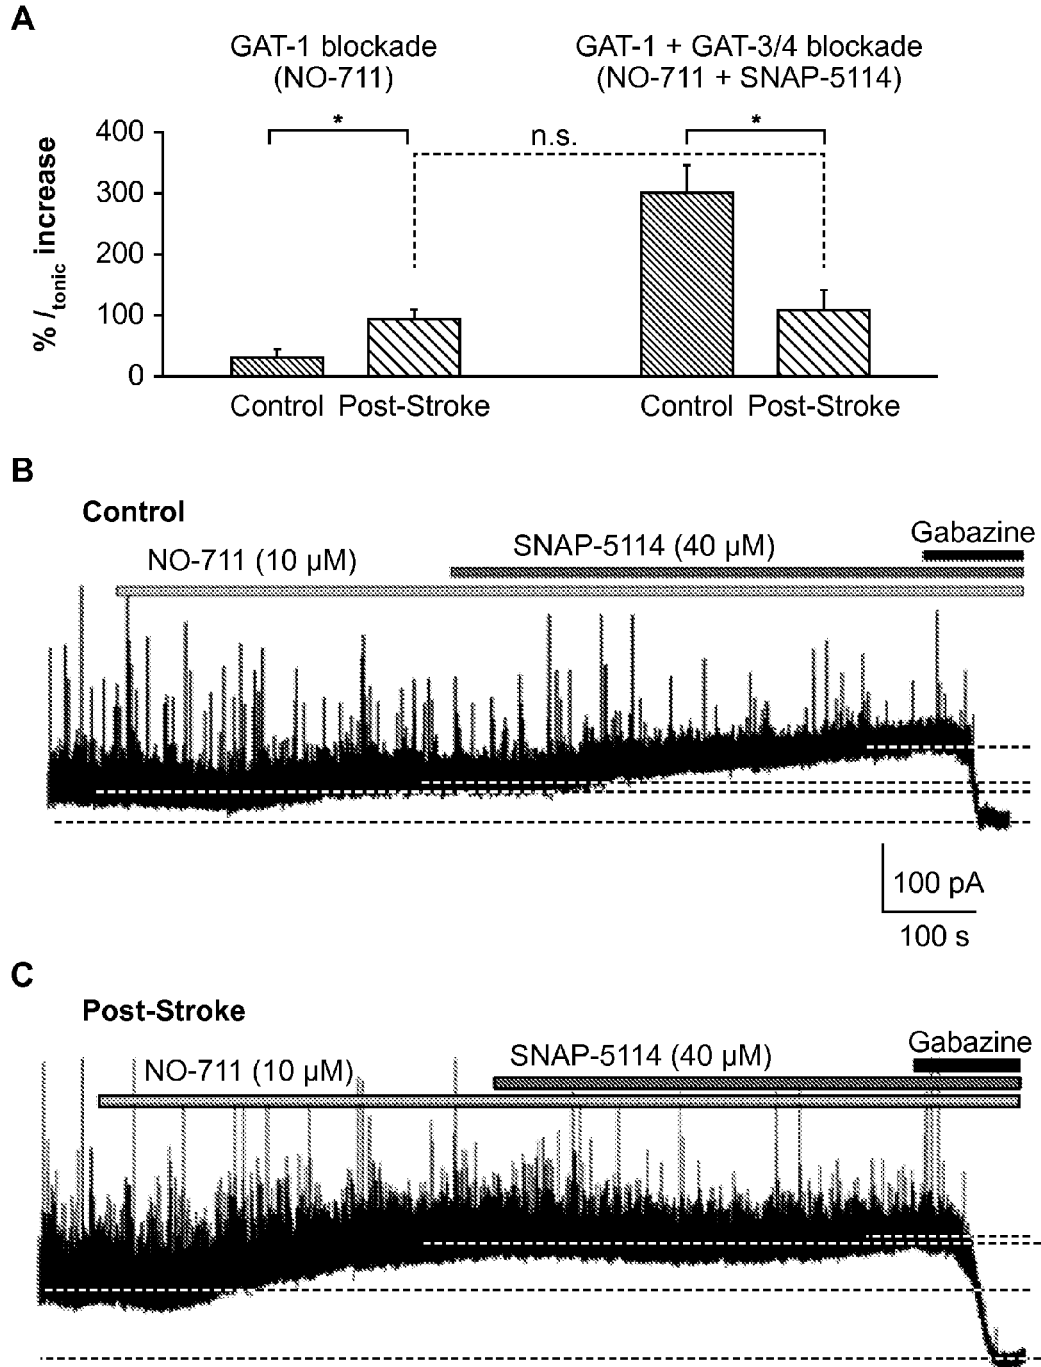 A
GAT-1 blockade
(NO-711)
GAT-1 + GAT-3/4 blockade
(NO-711 + SNAP-5114)
% Itonic increase
400
300
200
100
0
*
n.s.
*
Control Post-Stroke
Control Post-Stroke
B
Control
NO-711 (10 µM)
SNAP-5114 (40 µM)
Gabazine
100 pA
100 s
C
Post-Stroke
NO-711 (10 µM)
SNAP-5114 (40 µM)
Gabazine